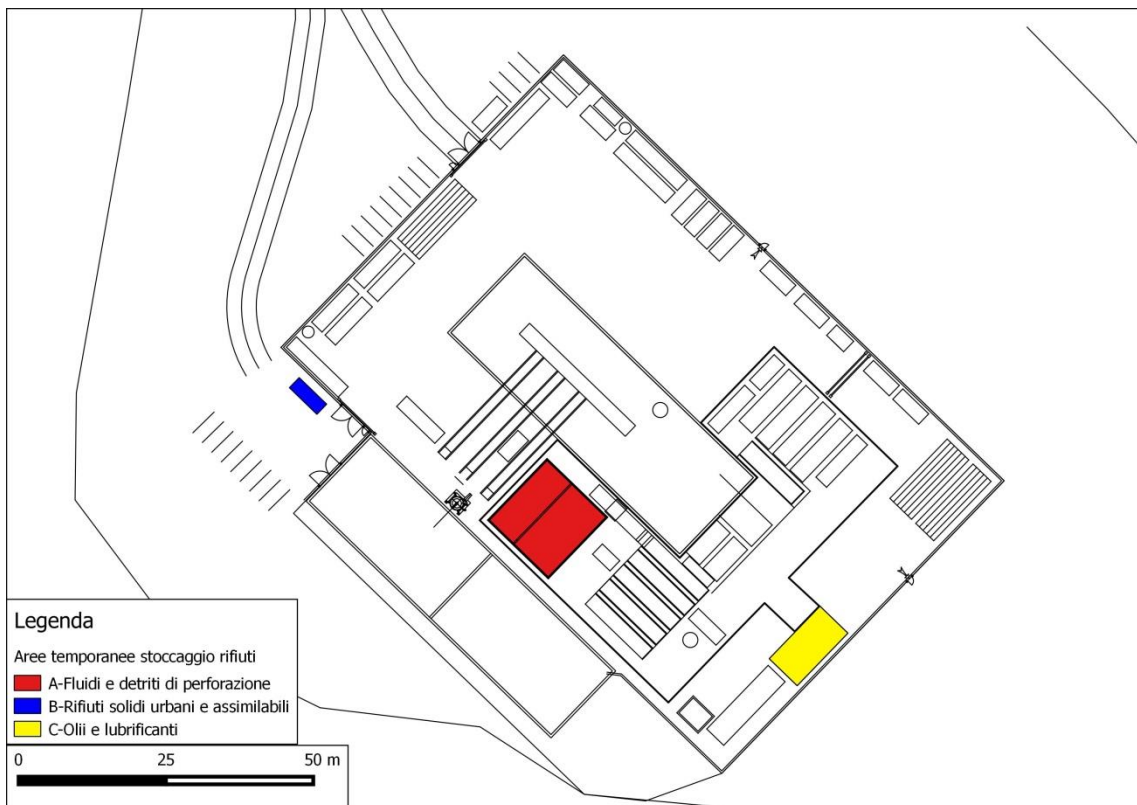 Legenda
Aree temporanee stoccaggio rifiuti
A-Fluidi e detriti di perforazione
B-Rifiuti solidi urbani e assimilabili
C-Olii e lubrificanti
0 25 50 m